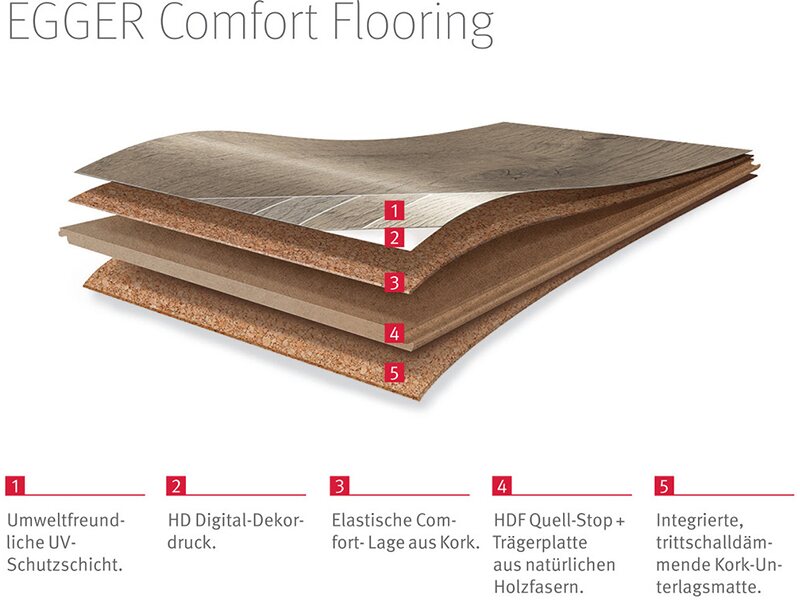 EGGER Comfort Flooring
1
2
3
4
5
1
Umweltfreund-
liche UV-
Schutzschicht.
2
HD Digital-Dekor-
druck.
3
Elastische Com-
fort- Lage aus Kork.
4
HDF Quell-Stop +
Trägerplatte
aus natürlichen
Holzfasern.
5
Integrierte,
trittschalldäm-
mende Kork-Un-
terlagsmatte.